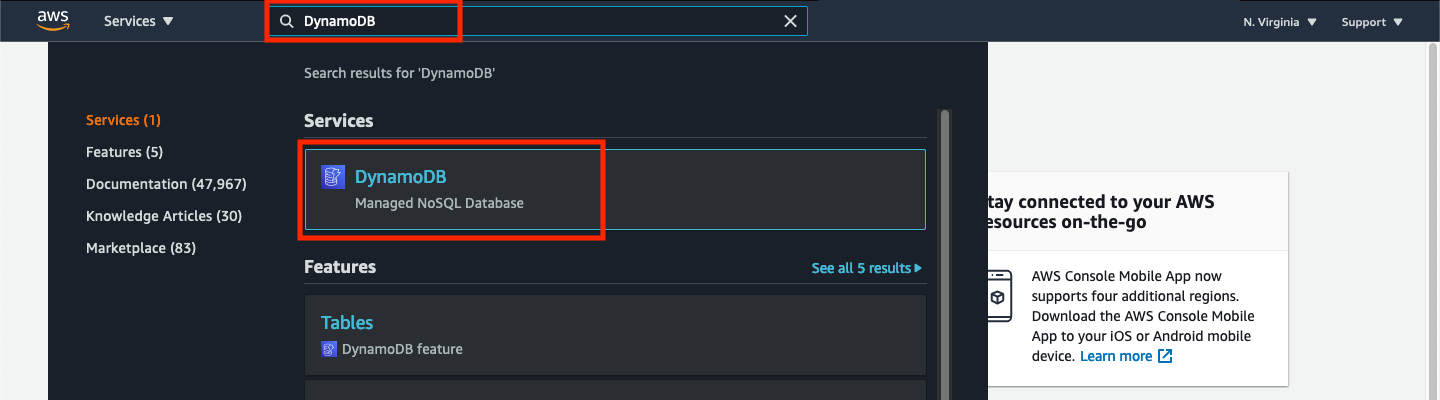 aws
Services ▼
DynamoDB
N. Virginia ▼
Support ▼
Search results for 'DynamoDB'
Services (1)
Features (5)
Documentation (47,967)
Knowledge Articles (30)
Marketplace (83)
Services
DynamoDB
Managed NoSQL Database
Features
See all 5 results
Tables
DynamoDB feature
tay connected to your AWS
esources on-the-go
AWS Console Mobile App now
supports four additional regions.
Download the AWS Console Mobile
App to your iOS or Android mobile
device. Learn more